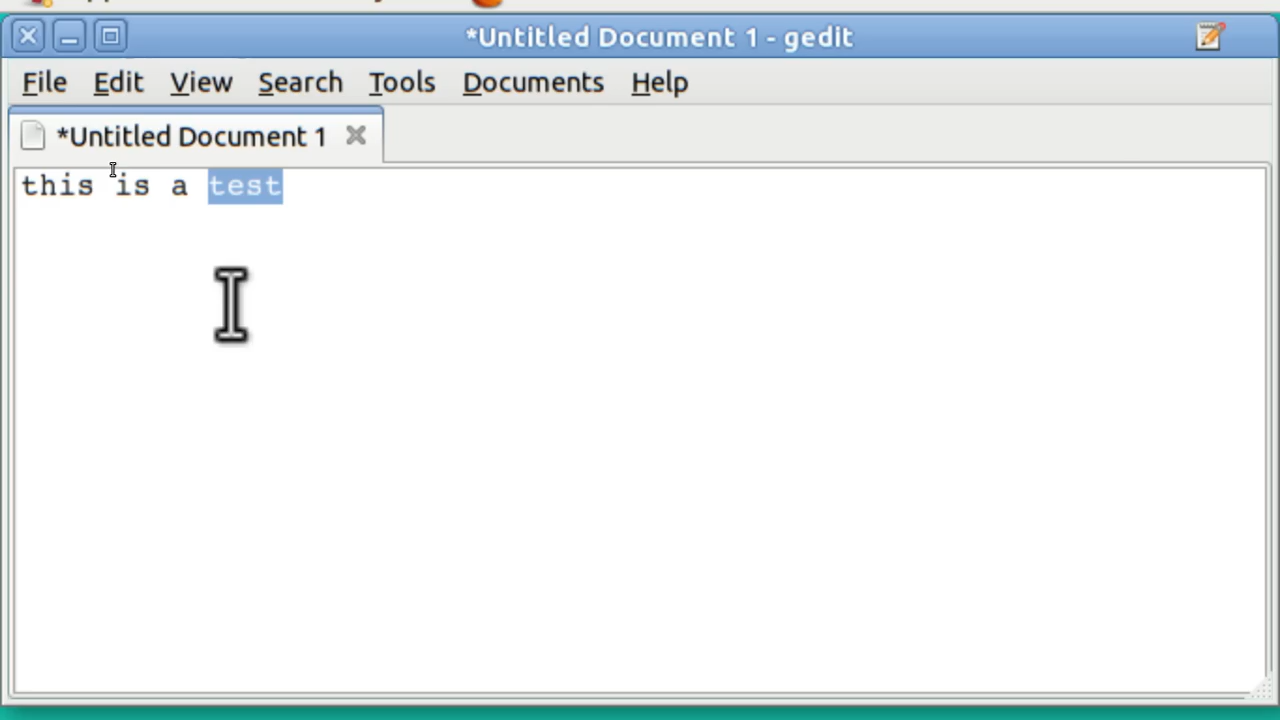 *Untitled Document 1 - gedit
File Edit View Search Tools Documents Help
*Untitled Document 1
this is a test